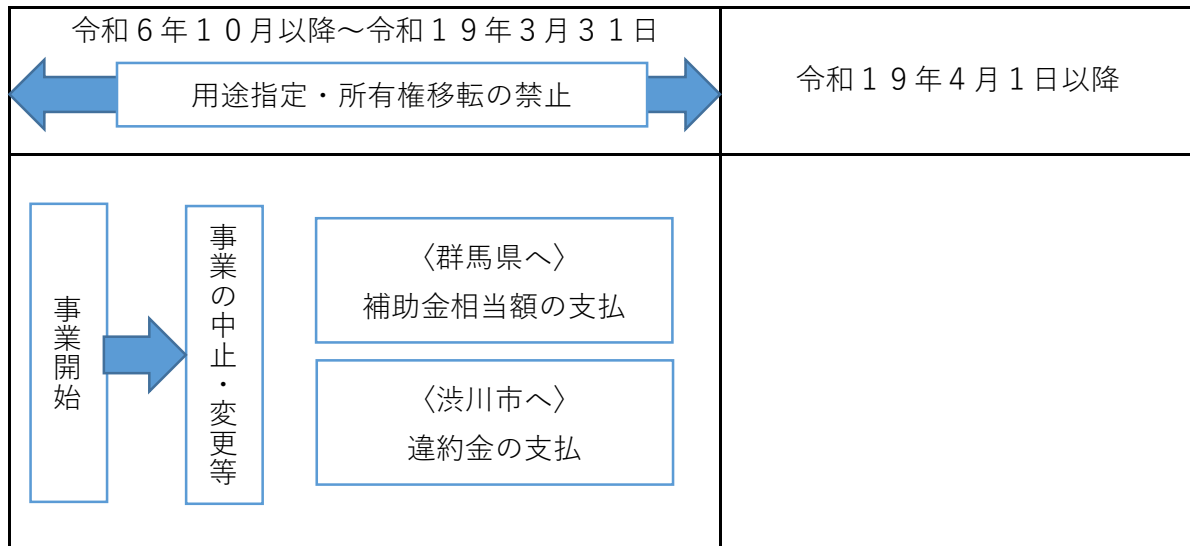 令和６年１０月以降～令和１９年３月３１日
用途指定・所有権移転の禁止
令和１９年４月１日以降
事業開始
事業の中止・変更等
〈群馬県へ〉
補助金相当額の支払
〈渋川市へ〉
違約金の支払